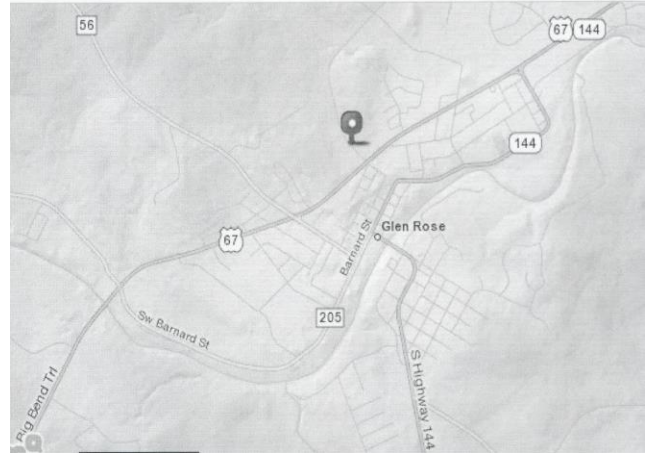 56
67
144
144
Glen Rose
67
Barnard St
205
Sw Barnard St
S Highway 144
Big Bend Trl